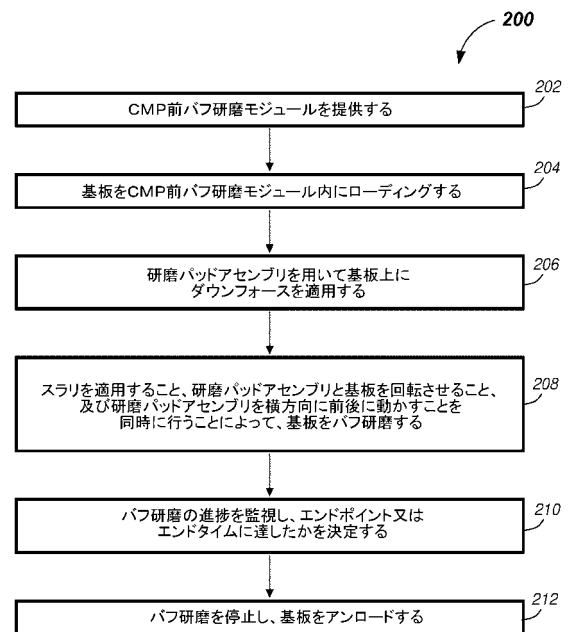 200
202
CMP前バフ研磨モジュールを提供する
204
基板をCMP前バフ研磨モジュール内にローディングする
206
研磨パッドアセンブリを用いて基板上に
ダウンフォースを適用する
208
スラリを適用すること、研磨パッドアセンブリと基板を回転させること、
及び研磨パッドアセンブリを横方向に前後に動かすことを
同時に行うことによって、基板をバフ研磨する
210
バフ研磨の進捗を監視し、エンドポイント又は
エンドタイムに達したかを決定する
212
バフ研磨を停止し、基板をアンロードする